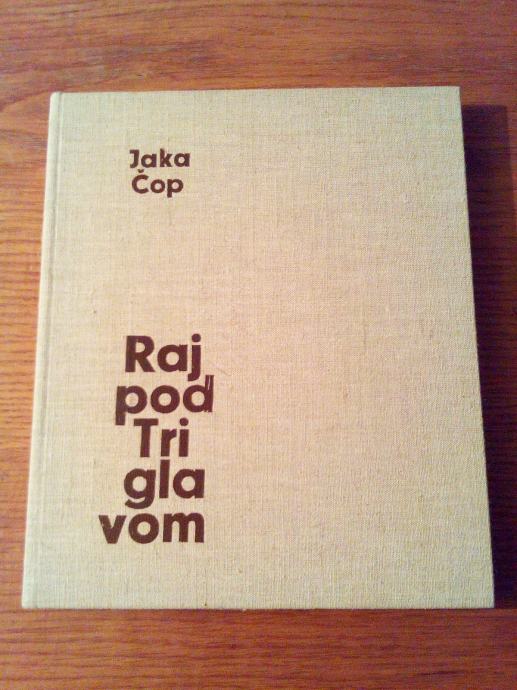 Jaka
Čop
Raj
pod
Tri
gla
vom